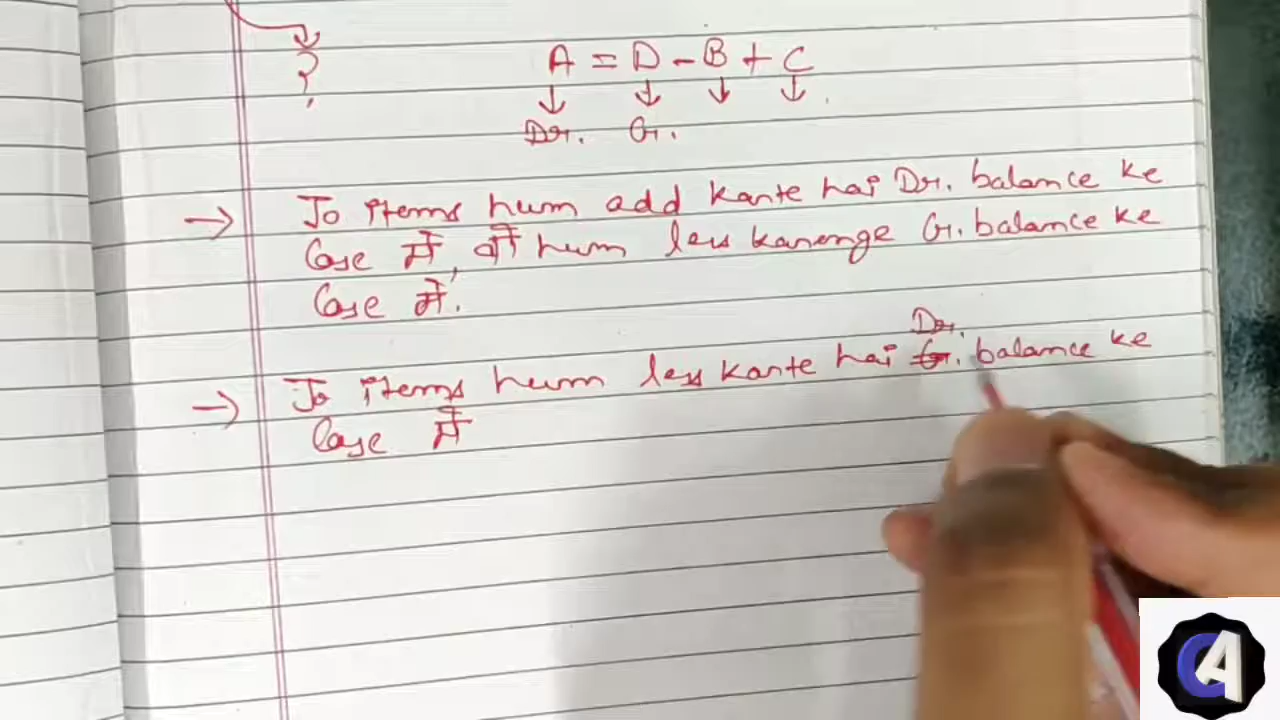 ?
A = D - B + C
↓ ↓ ↓ ↓
Dr. Cr.
→ Jo items hum add karte hai Dr. balance ke
Case में, वो hum less karenge Cr. balance ke
Case में.
Dr.
→ Jo items hum less karte hai Cr. balance ke
Case में
CA